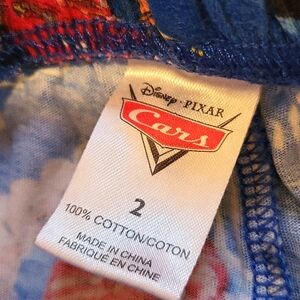 Disney · PIXAR
Cars
2
100% COTTON/COTON
MADE IN CHINA
FABRIQUÉ EN CHINE